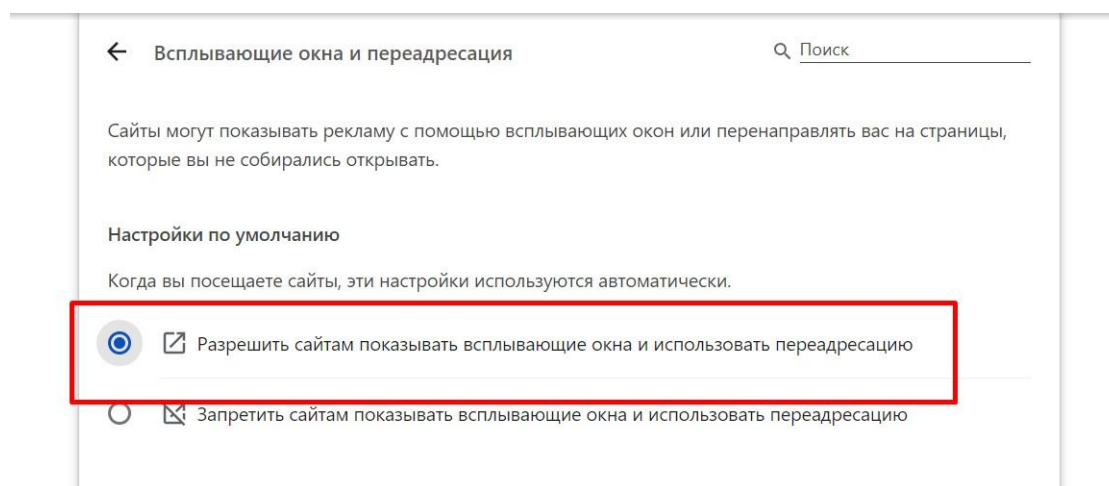 Всплывающие окна и переадресация
Поиск
Сайты могут показывать рекламу с помощью всплывающих окон или перенаправлять вас на страницы,
которые вы не собирались открывать.
Настройки по умолчанию
Когда вы посещаете сайты, эти настройки используются автоматически.
Разрешить сайтам показывать всплывающие окна и использовать переадресацию
Запретить сайтам показывать всплывающие окна и использовать переадресацию